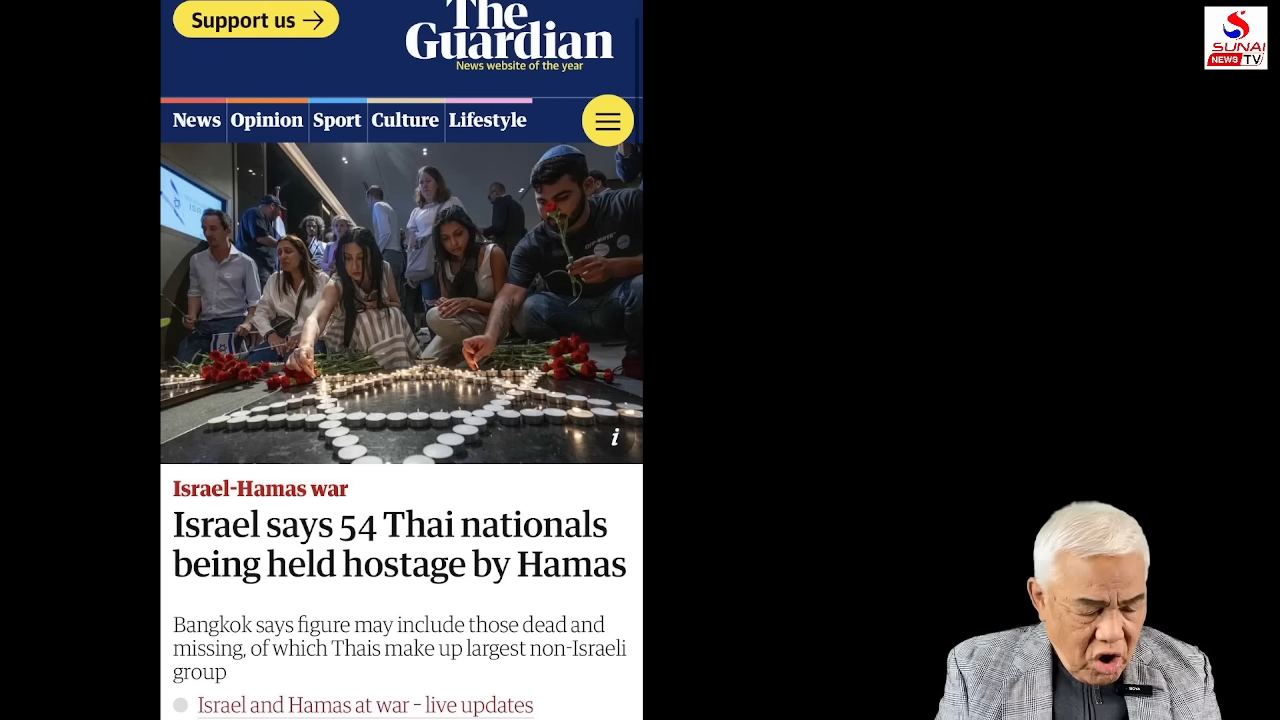 Support us →
The
Guardian
News website of the year
News Opinion Sport Culture Lifestyle
SUNAI
NEWS TV
i
Israel-Hamas war
Israel says 54 Thai nationals
being held hostage by Hamas
Bangkok says figure may include those dead and
missing, of which Thais make up largest non-Israeli
group
Israel and Hamas at war – live updates
BOYA